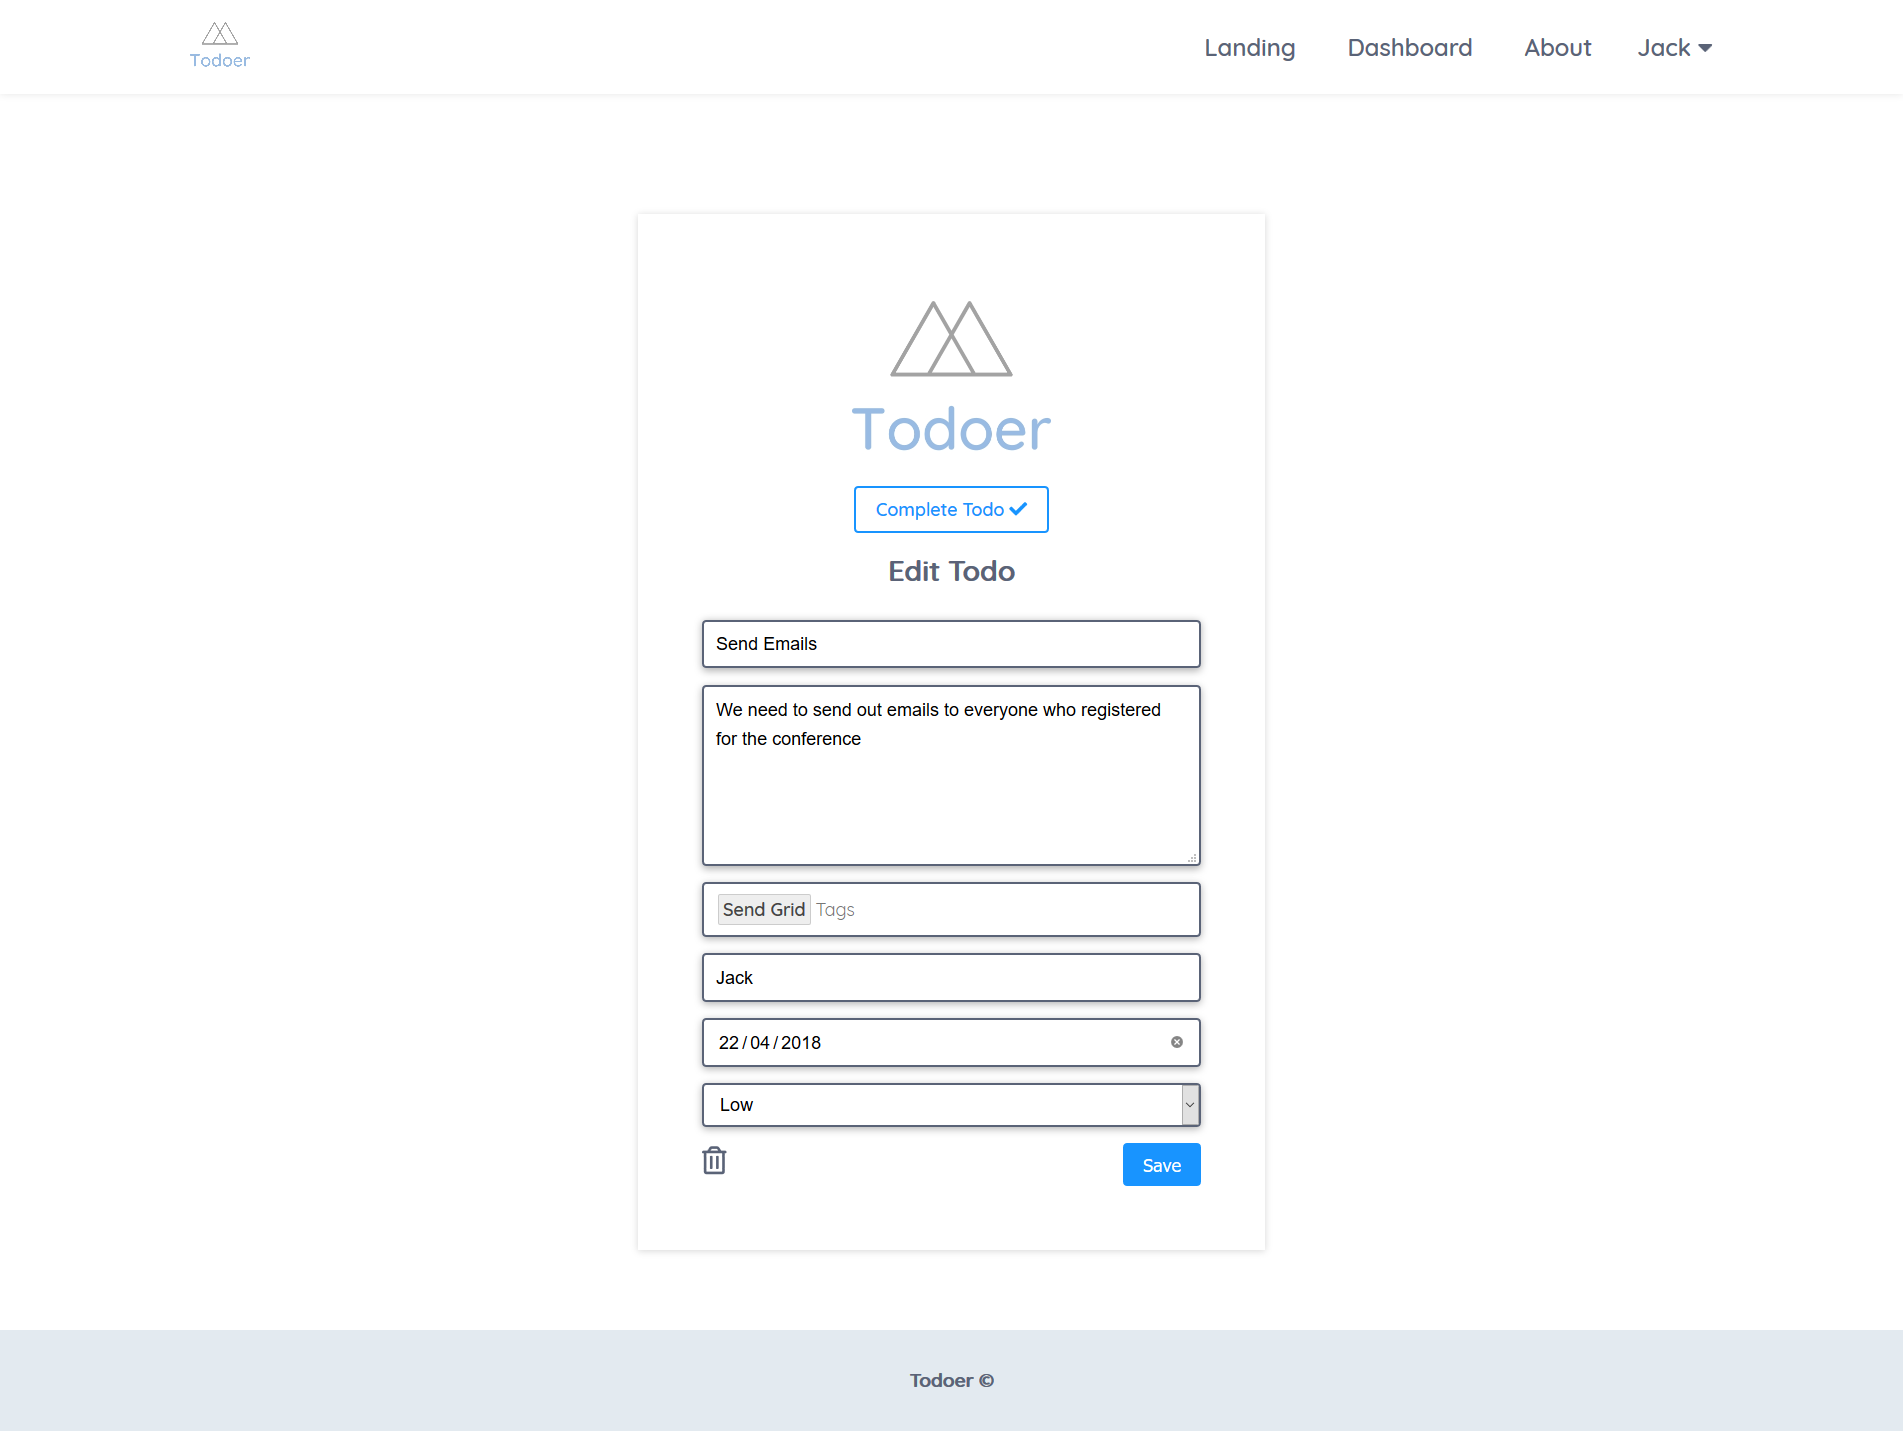 Todoer
Landing
Dashboard
About
Jack
Todoer
Complete Todo
Edit Todo
Send Emails
We need to send out emails to everyone who registered
for the conference
Send Grid Tags
Jack
22/04/2018
Low
Save
Todoer ©